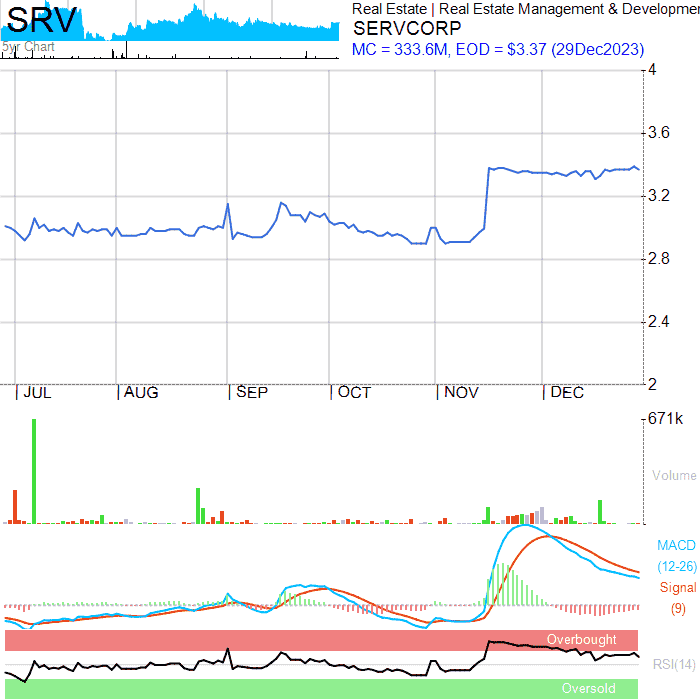 SRV
5yr Chart
Real Estate | Real Estate Management & Developmen
SERVCORP
MC = 333.6M, EOD = $3.37 (29Dec2023)
4
3.6
3.2
2.8
2.4
2
JUL AUG SEP OCT NOV DEC
671k
Volume
MACD
(12-26)
Signal
(9)
Overbought
RSI(14)
Oversold